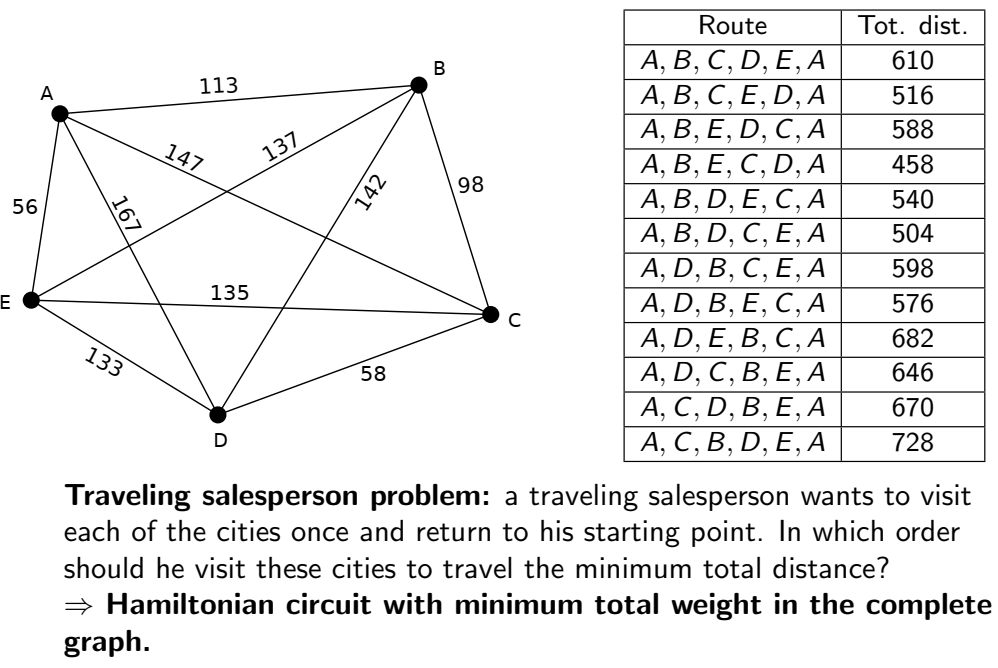 A
B
C
D
E
113
137
147
142
98
167
56
135
133
58
Route Tot. dist.
A, B, C, D, E, A 610
A, B, C, E, D, A 516
A, B, E, D, C, A 588
A, B, E, C, D, A 458
A, B, D, E, C, A 540
A, B, D, C, E, A 504
A, D, B, C, E, A 598
A, D, B, E, C, A 576
A, D, E, B, C, A 682
A, D, C, B, E, A 646
A, C, D, B, E, A 670
A, C, B, D, E, A 728
Traveling salesperson problem: a traveling salesperson wants to visit
each of the cities once and return to his starting point. In which order
should he visit these cities to travel the minimum total distance?
⇒ Hamiltonian circuit with minimum total weight in the complete
graph.